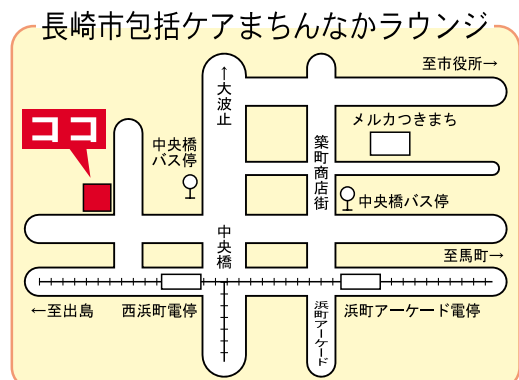 長崎市包括ケアまちんなかラウンジ
至市役所→
←大波止
メルカつきまち
ココ
中央橋
バス停
築町商店街
中央橋バス停
中央橋
至馬町→
←至出島
西浜町電停
浜町アーケード
浜町アーケード電停